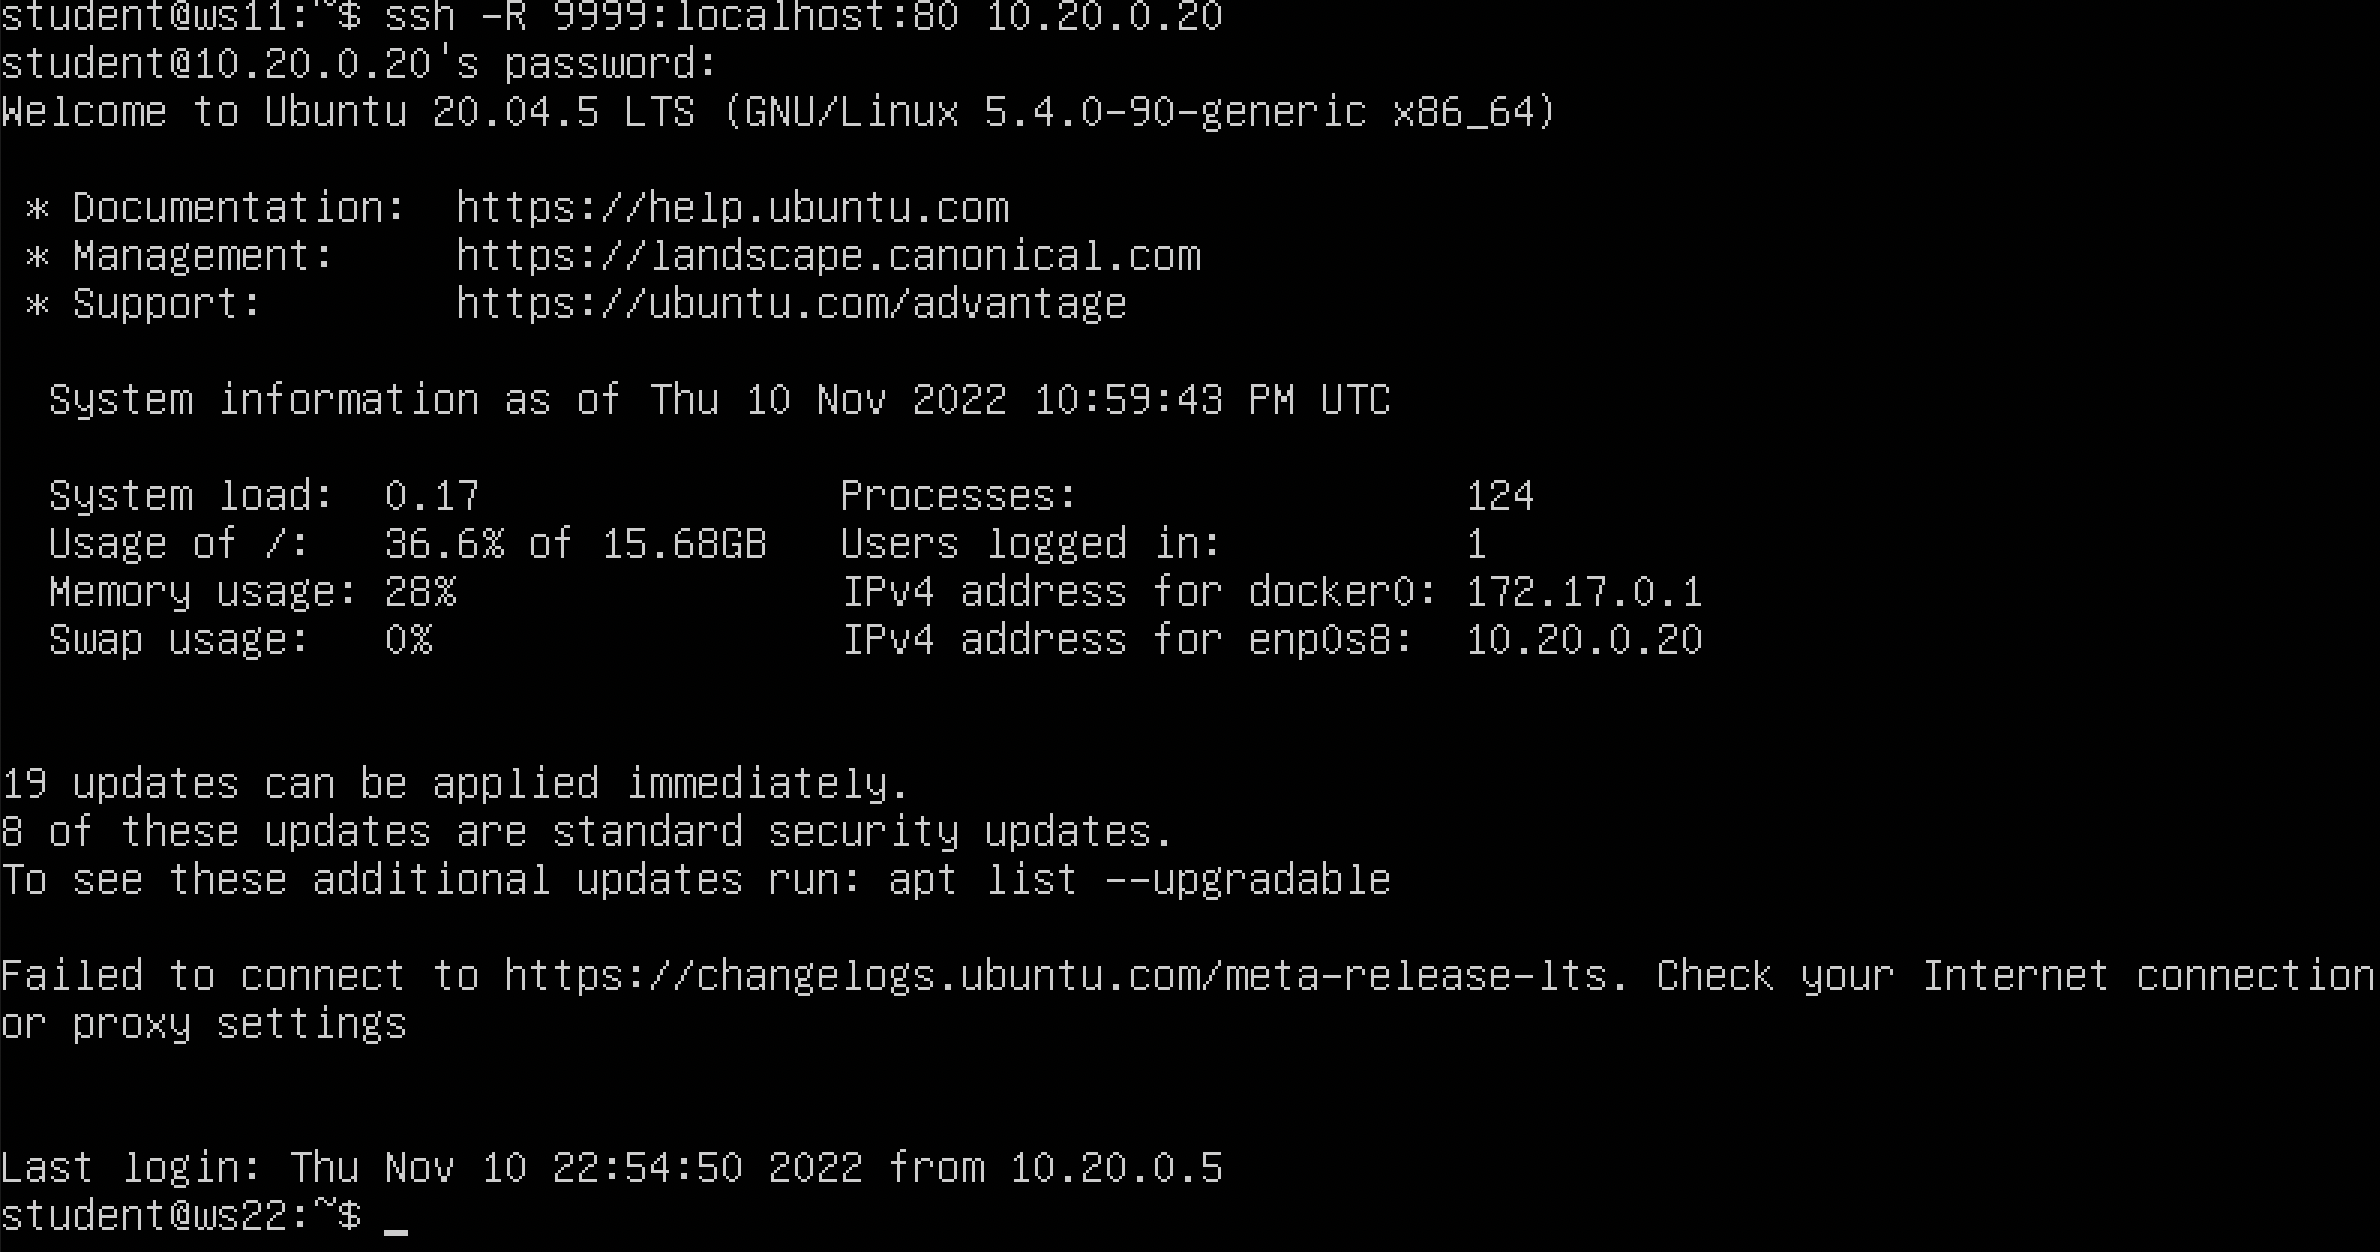 student@ws11:~$ ssh -R 9999:localhost:80 10.20.0.20
student@10.20.0.20's password:
Welcome to Ubuntu 20.04.5 LTS (GNU/Linux 5.4.0-90-generic x86_64)
* Documentation:  https://help.ubuntu.com
* Management:     https://landscape.canonical.com
* Support:        https://ubuntu.com/advantage
System information as of Thu 10 Nov 2022 10:59:43 PM UTC
System load:  0.17               Processes:                124
Usage of /:   36.6% of 15.68GB   Users logged in:          1
Memory usage: 28%                IPv4 address for docker0: 172.17.0.1
Swap usage:   0%                 IPv4 address for enp0s8:  10.20.0.20
19 updates can be applied immediately.
8 of these updates are standard security updates.
To see these additional updates run: apt list --upgradable
Failed to connect to https://changelogs.ubuntu.com/meta-release-lts. Check your Internet connection
or proxy settings
Last login: Thu Nov 10 22:54:50 2022 from 10.20.0.5
student@ws22:~$ _